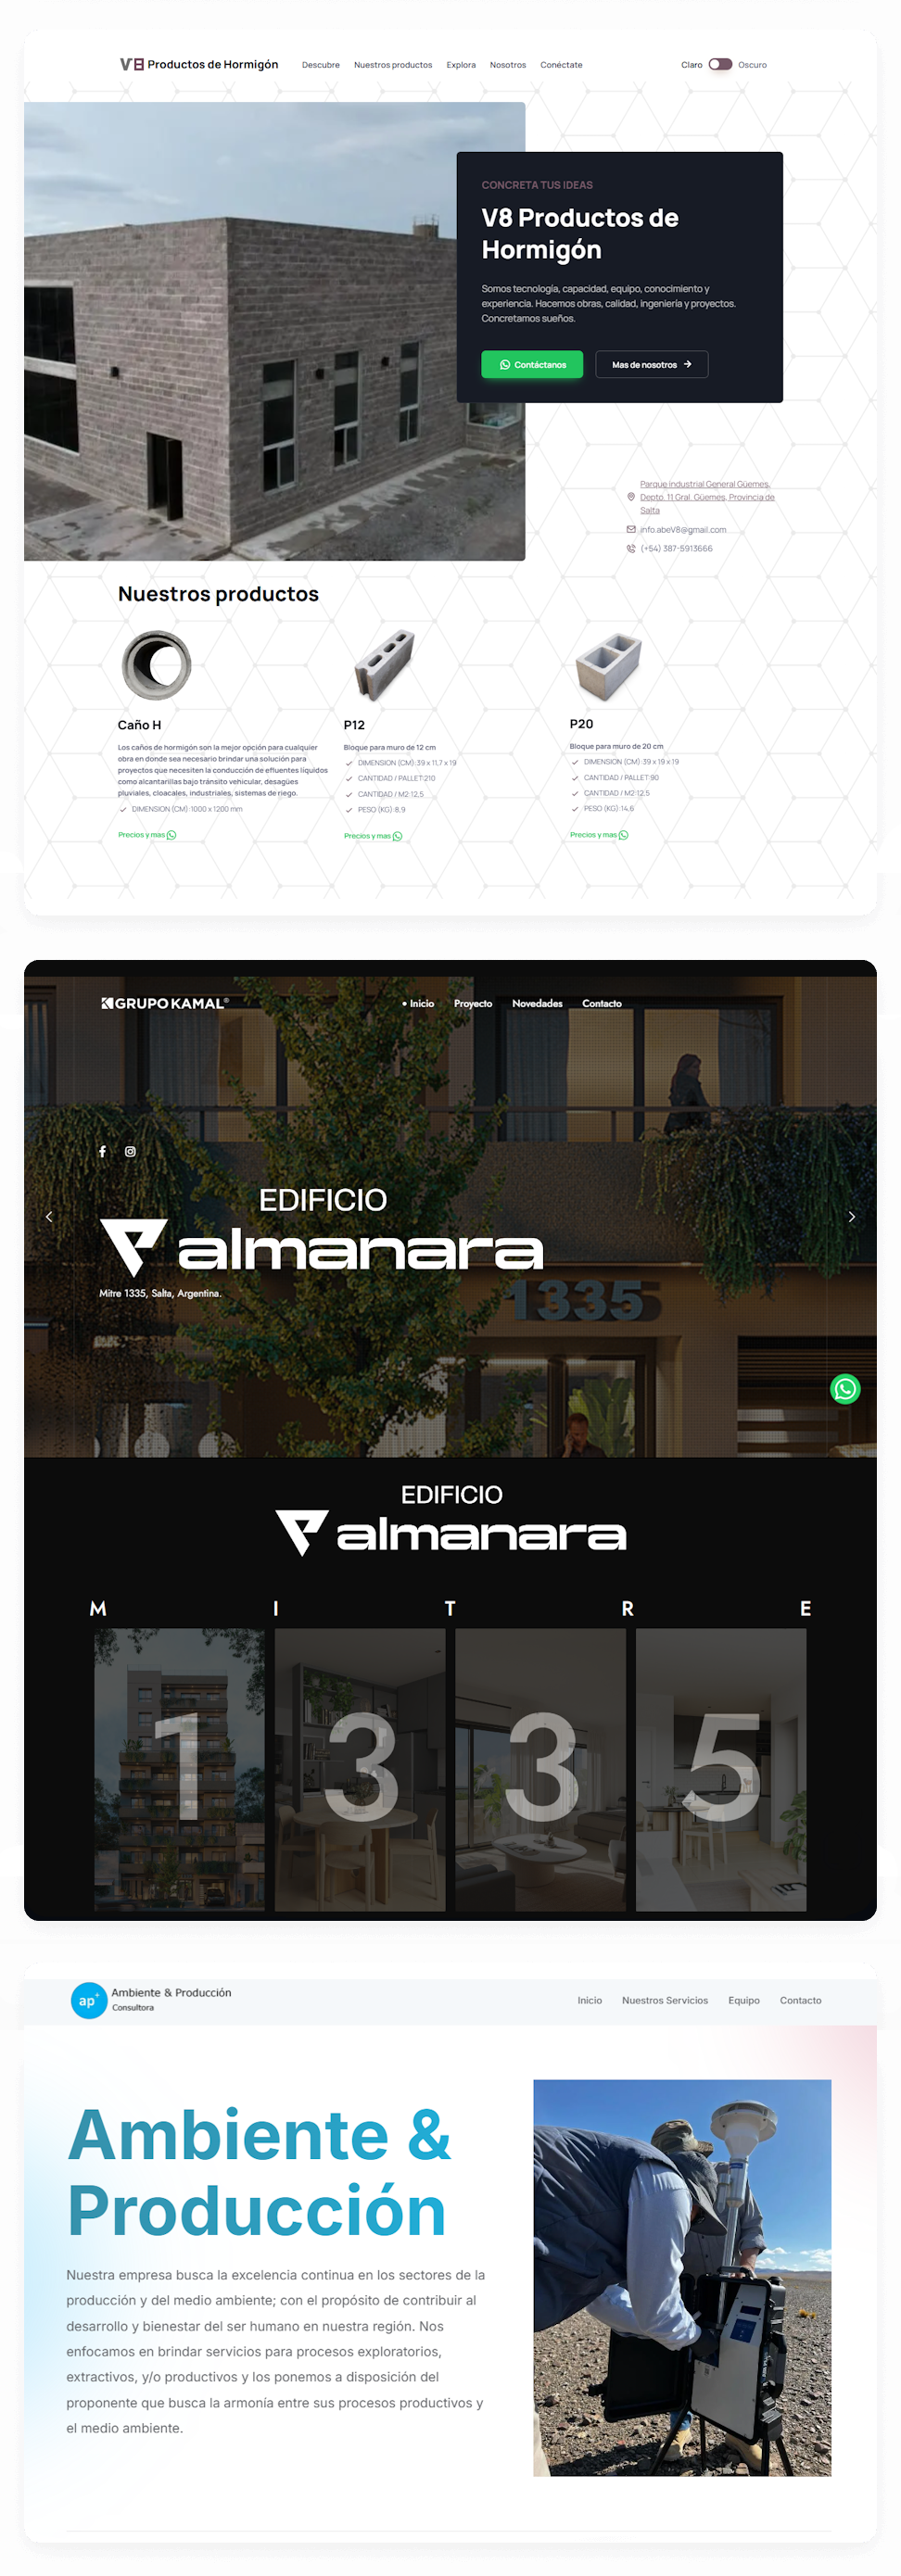 V8 Productos de Hormigón
Descubre Nuestros productos Explora Nosotros Conéctate
Claro Oscuro
CONCRETA TUS IDEAS
V8 Productos de
Hormigón
Somos tecnología, capacidad, equipo, conocimiento y
experiencia. Hacemos obras, calidad, ingeniería y proyectos.
Concretamos sueños.
Contáctanos
Mas de nosotros
Parque industrial General Güemes,
Depto. 11 Gral. Güemes, Provincia de
Salta
info.abeV8@gmail.com
(+54) 387-5913666
Nuestros productos
Caño H
Los caños de hormigón son la mejor opción para cualquier
obra en donde sea necesario brindar una solución para
proyectos que necesiten la conducción de efluentes líquidos
como alcantarillas bajo tránsito vehicular, desagües
pluviales, cloacales, industriales, sistemas de riego.
DIMENSION (CM):1000 x 1200 mm
Precios y mas
P12
Bloque para muro de 12 cm
DIMENSION (CM):39 x 11.7 x 19
CANTIDAD / PALLET:210
CANTIDAD / M2:12,5
PESO (KG):8,9
Precios y mas
P20
Bloque para muro de 20 cm
DIMENSION (CM):39 x 19 x 19
CANTIDAD / PALLET:90
CANTIDAD / M2:12,5
PESO (KG):14,6
Precios y mas
GRUPO KAMAL®
Inicio Proyecto Novedades Contacto
EDIFICIO
almanara
Mitre 1335, Salta, Argentina.
1335
EDIFICIO
almanara
M I T R E
1 3 3 5
ap+
Ambiente & Producción
Consultora
Inicio Nuestros Servicios Equipo Contacto
Ambiente &
Producción
Nuestra empresa busca la excelencia continua en los sectores de la
producción y del medio ambiente; con el propósito de contribuir al
desarrollo y bienestar del ser humano en nuestra región. Nos
enfocamos en brindar servicios para procesos exploratorios,
extractivos, y/o productivos y los ponemos a disposición del
proponente que busca la armonía entre sus procesos productivos y
el medio ambiente.